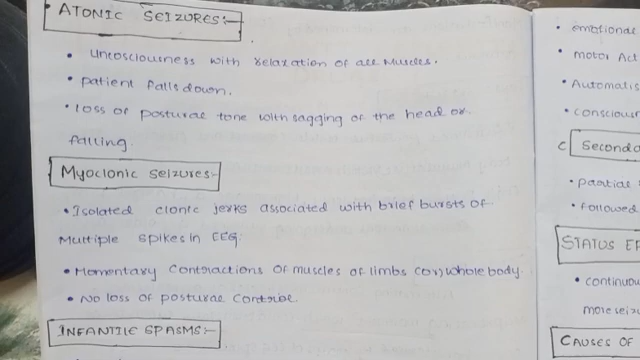 ATONIC SEIZURES:-
• Unconsciousness with relaxation of all Muscles.
• patient falls down.
• loss of postural tone with sagging of the head or
falling.
Myoclonic seizures:-
• Isolated clonic jerks associated with brief bursts of
Multiple spikes in EEG.
• Momentary contractions of muscles of limbs (or) whole body
• No loss of postural control.
INFANTILE SPASMS:-
• emotional
• motor Act
• Automatis
• consciousn
C Seconda
• partial
• followed
STATUS EP
• continuou
more seiz
CAUSES OF